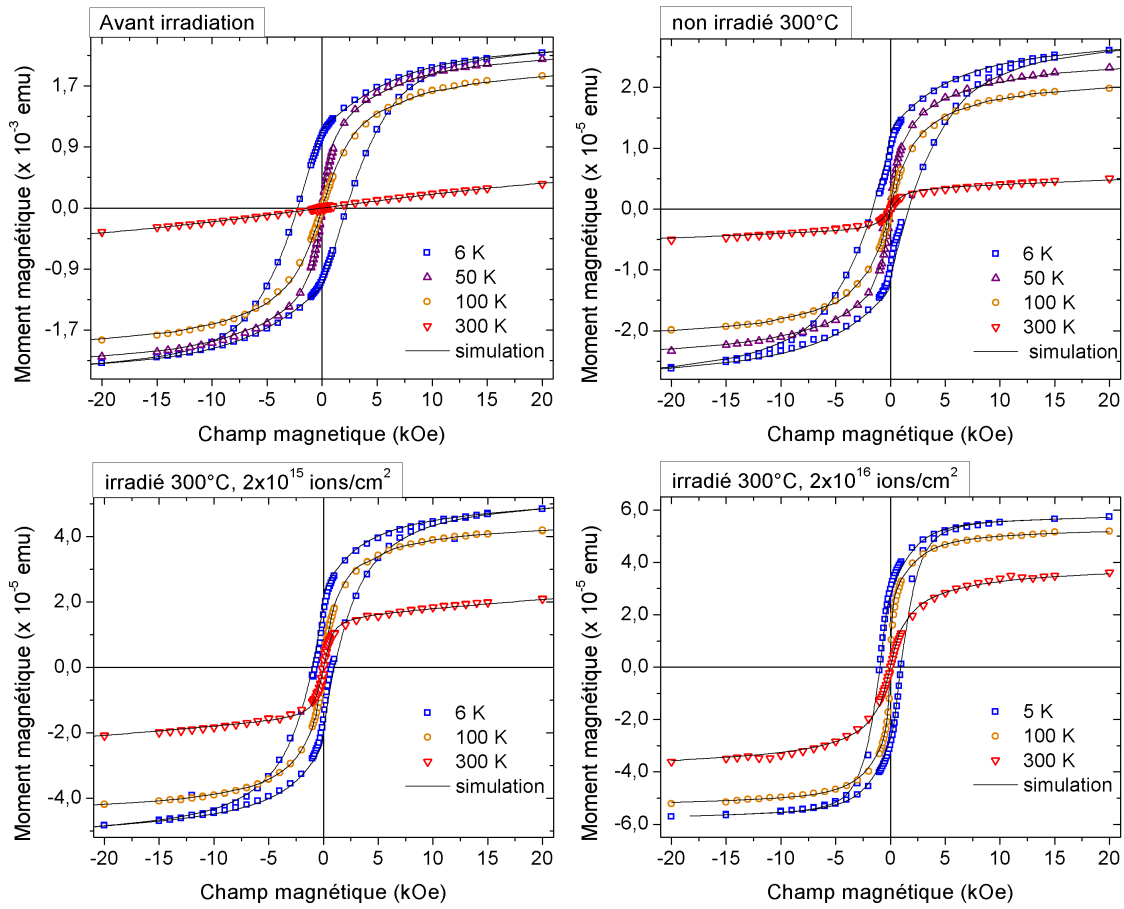 Avant irradiation
Moment magnétique (x 10⁻³ emu)
1,7
0,9
0,0
-0,9
-1,7
6 K
50 K
100 K
300 K
simulation
-20 -15 -10 -5 0 5 10 15 20
Champ magnetique (kOe)
non irradié 300°C
Moment magnétique (x 10⁻⁵ emu)
2,0
1,0
0,0
-1,0
-2,0
6 K
50 K
100 K
300 K
simulation
-20 -15 -10 -5 0 5 10 15 20
Champ magnétique (kOe)
irradié 300°C, 2x10¹⁵ ions/cm²
Moment magnétique (x 10⁻⁵ emu)
4,0
2,0
0,0
-2,0
-4,0
6 K
100 K
300 K
simulation
-20 -15 -10 -5 0 5 10 15 20
Champ magnétique (kOe)
irradié 300°C, 2x10¹⁶ ions/cm²
Moment magnétique (x 10⁻⁵ emu)
6,0
4,0
2,0
0,0
-2,0
-4,0
-6,0
5 K
100 K
300 K
simulation
-20 -15 -10 -5 0 5 10 15 20
Champ magnétique (kOe)